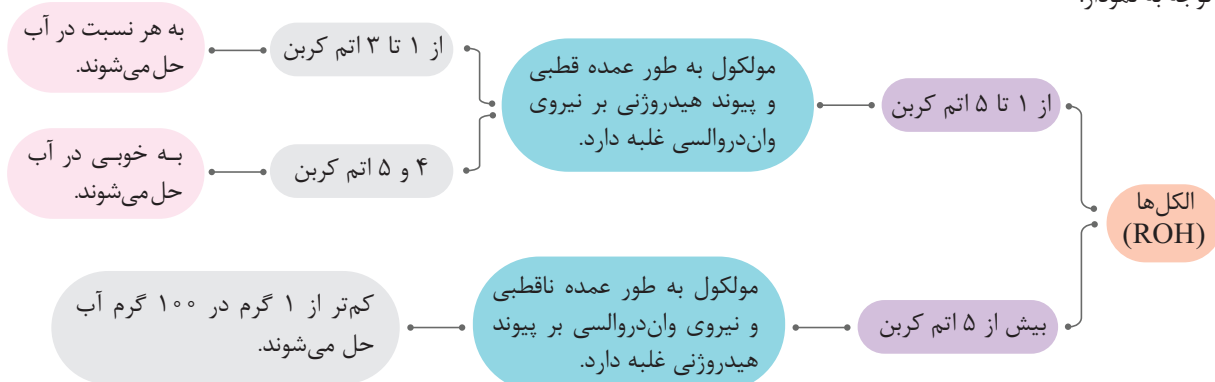 توجه به نمودار:
الکل‌ها
(ROH)
از ۱ تا ۵ اتم کربن
مولکول به طور عمده قطبی
و پیوند هیدروژنی بر نیروی
وان‌دروالسی غلبه دارد.
از ۱ تا ۳ اتم کربن
به هر نسبت در آب
حل می‌شوند.
۴ و ۵ اتم کربن
بـه خوبـی در آب
حل می‌شوند.
بیش از ۵ اتم کربن
مولکول به طور عمده ناقطبی
و نیروی وان‌دروالسی بر پیوند
هیدروژنی غلبه دارد.
کم‌تر از ۱ گرم در ۱۰۰ گرم آب
حل می‌شوند.